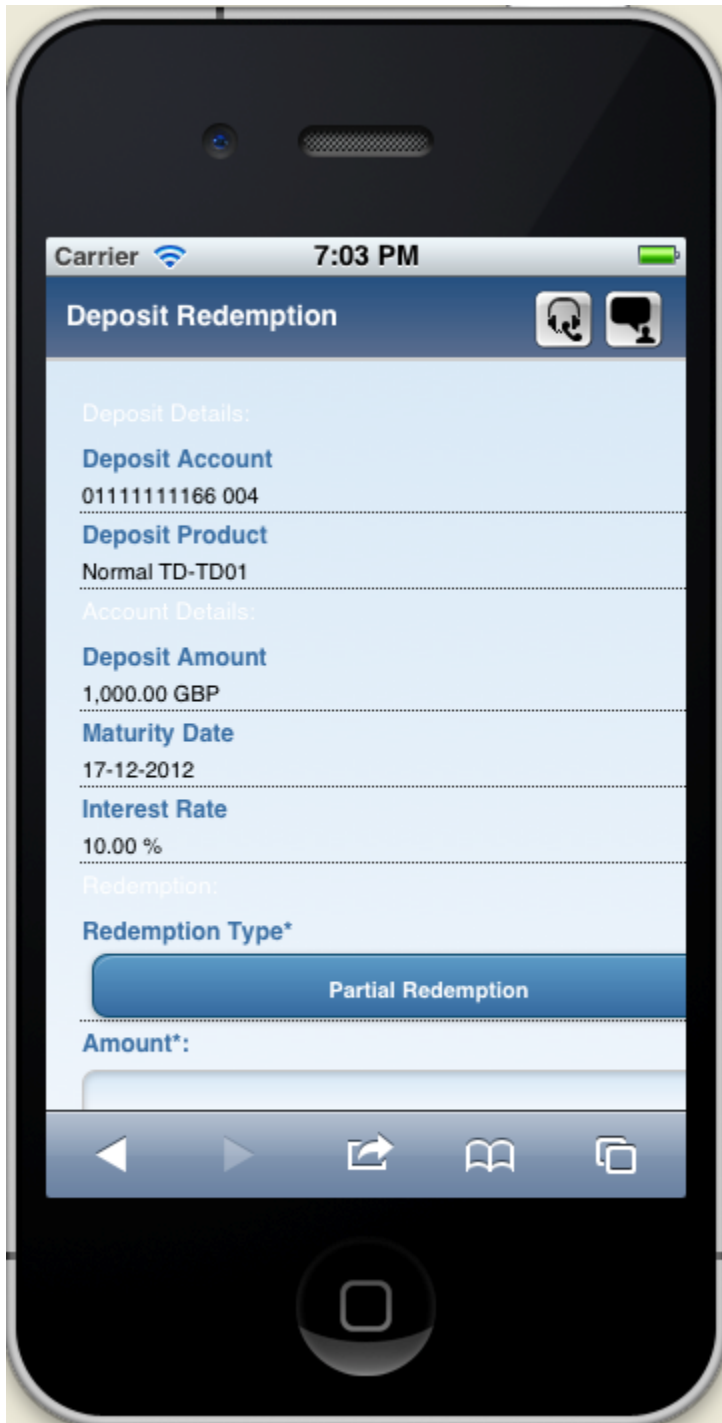 Carrier 7:03 PM
Deposit Redemption
Deposit Details:
Deposit Account
01111111166 004
Deposit Product
Normal TD-TD01
Account Details:
Deposit Amount
1,000.00 GBP
Maturity Date
17-12-2012
Interest Rate
10.00 %
Redemption:
Redemption Type*
Partial Redemption
Amount*: